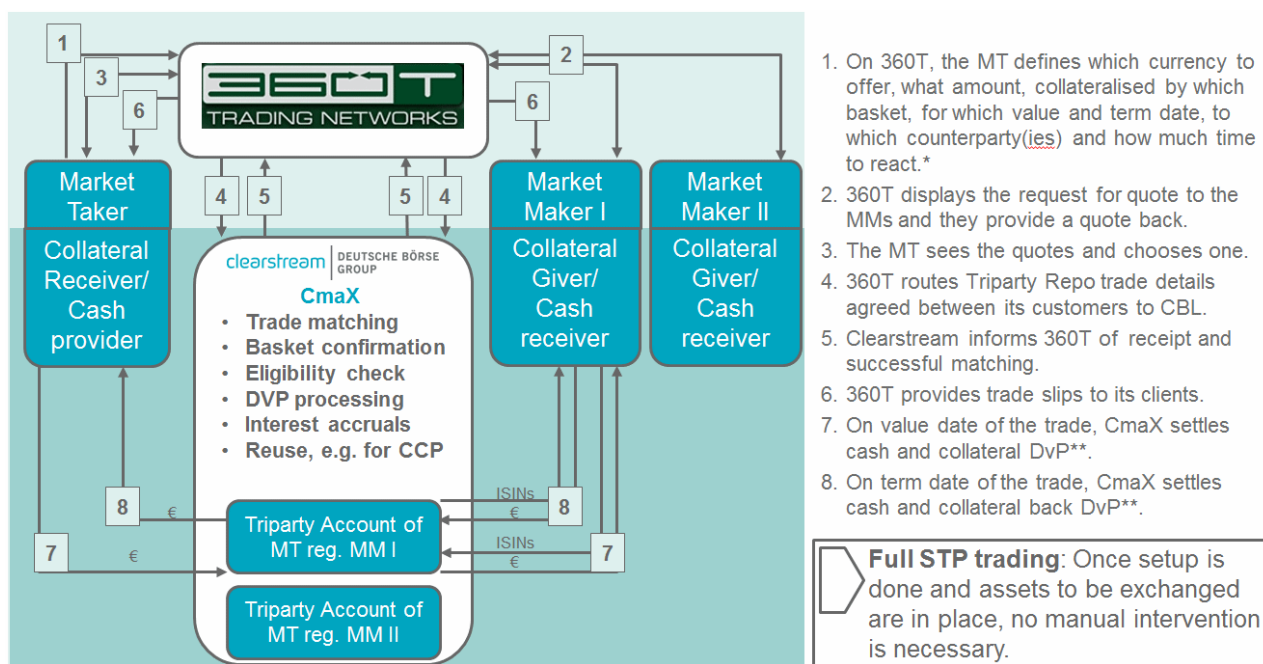 1
3
6
360T
TRADING NETWORKS
2
6
4
5
5
4
Market
Taker
Collateral
Receiver/
Cash
provider
Market
Maker I
Collateral
Giver/
Cash
receiver
Market
Maker II
Collateral
Giver/
Cash
receiver
clearstream | DEUTSCHE BÖRSE
GROUP
CmaX
• Trade matching
• Basket confirmation
• Eligibility check
• DVP processing
• Interest accruals
• Reuse, e.g. for CCP
8
€
7
€
Triparty Account of
MT reg. MM I
Triparty Account of
MT reg. MM II
ISINs
€
8
ISINs
€
7
1. On 360T, the MT defines which currency to
offer, what amount, collateralised by which
basket, for which value and term date, to
which counterparty(ies) and how much time
to react.*
2. 360T displays the request for quote to the
MMs and they provide a quote back.
3. The MT sees the quotes and chooses one.
4. 360T routes Triparty Repo trade details
agreed between its customers to CBL.
5. Clearstream informs 360T of receipt and
successful matching.
6. 360T provides trade slips to its clients.
7. On value date of the trade, CmaX settles
cash and collateral DvP**.
8. On term date of the trade, CmaX settles
cash and collateral back DvP**.
Full STP trading: Once setup is
done and assets to be exchanged
are in place, no manual intervention
is necessary.